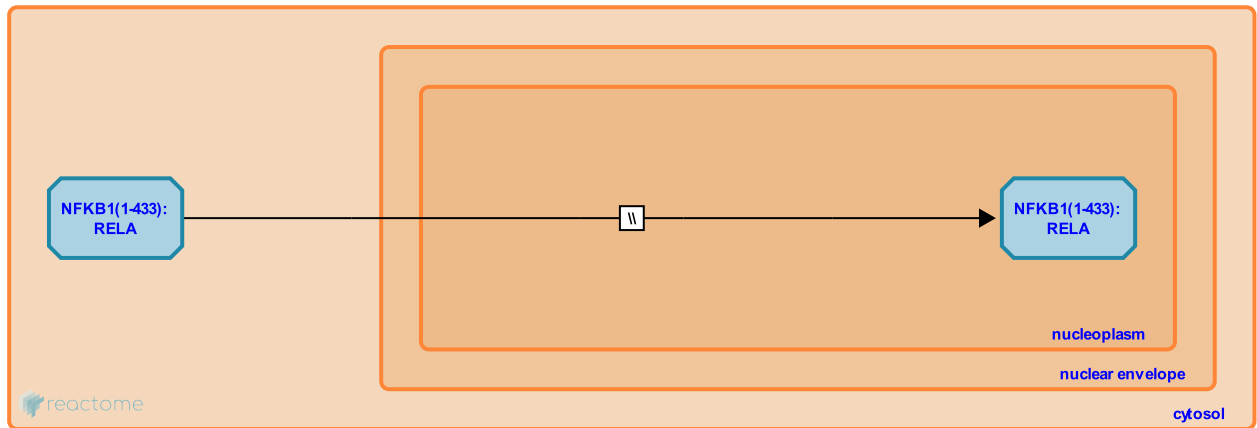 NFKB1(1-433):
RELA
\\
NFKB1(1-433):
RELA
nucleoplasm
nuclear envelope
reactome
cytosol